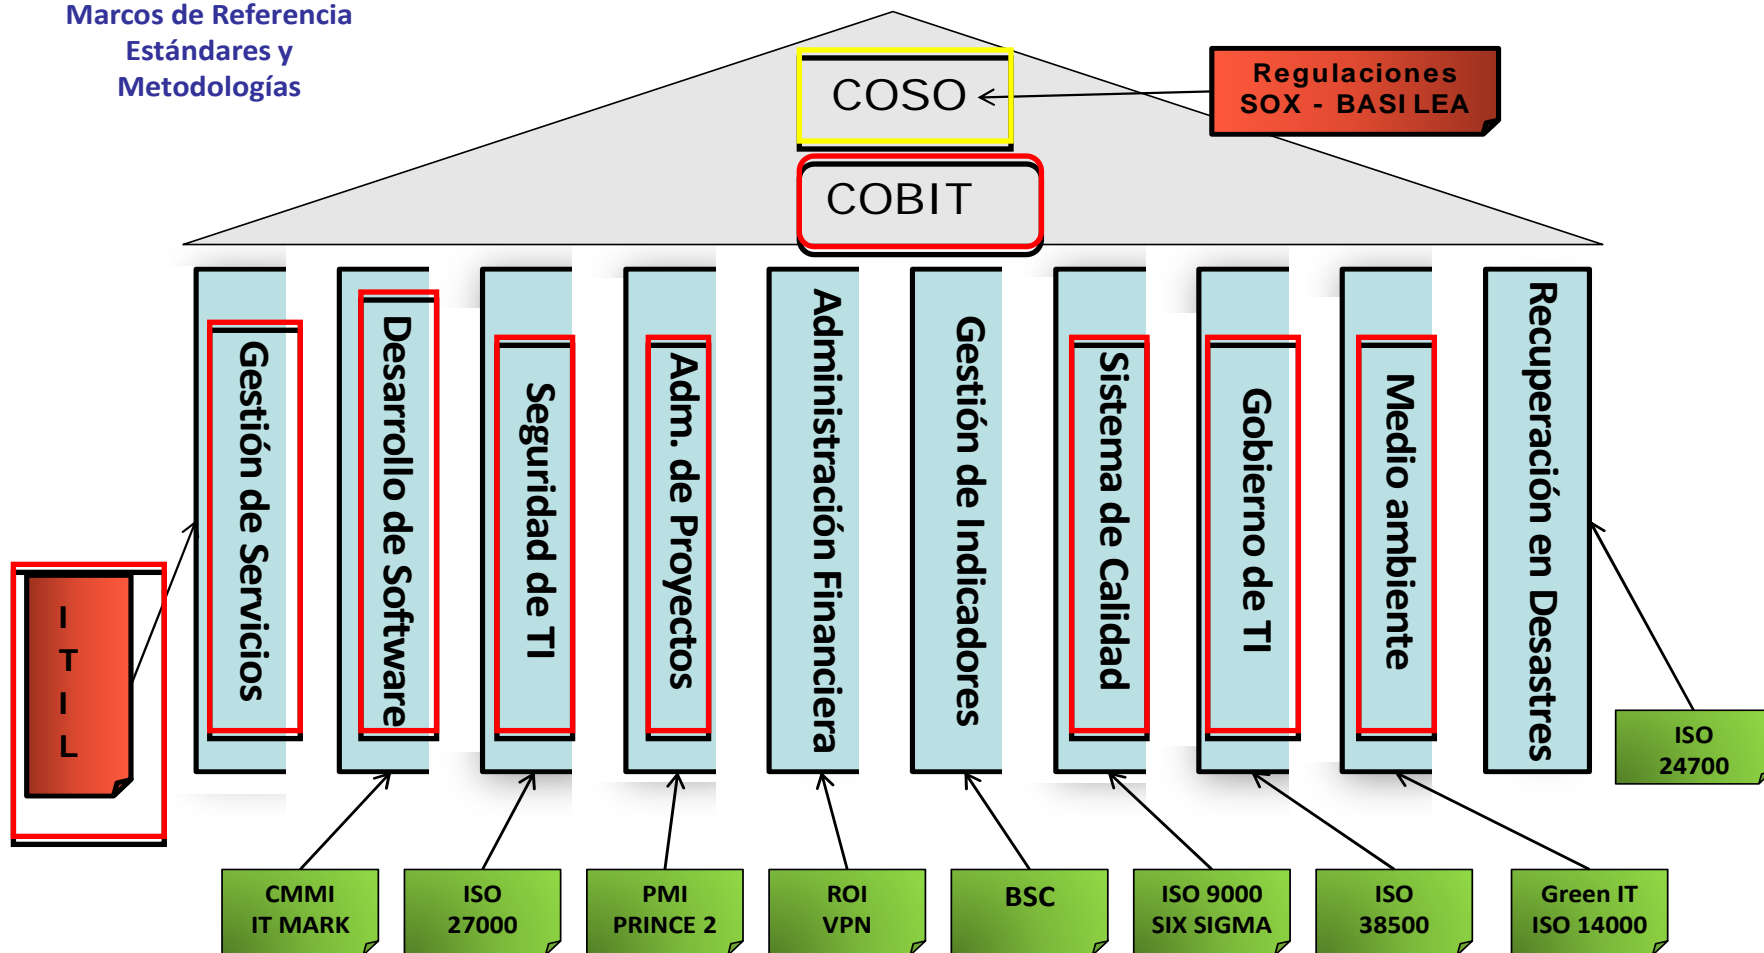 Marcos de Referencia
Estándares y
Metodologías
COSO
Regulaciones
SOX - BASILEA
COBIT
Gestión de Servicios
Desarrollo de Software
Seguridad de TI
Adm. de Proyectos
Administración Financiera
Gestión de Indicadores
Sistema de Calidad
Gobierno de TI
Medio ambiente
Recuperación en Desastres
I
T
I
L
ISO
24700
CMMI
IT MARK
ISO
27000
PMI
PRINCE 2
ROI
VPN
BSC
ISO 9000
SIX SIGMA
ISO
38500
Green IT
ISO 14000